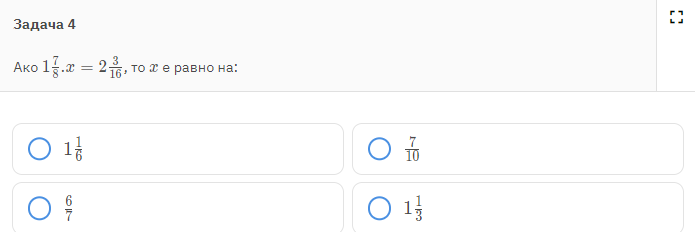 Задача 4
Ако 1 7/8 . x = 2 3/16, то x е равно на:
1 1/6
7/10
6/7
1 1/3